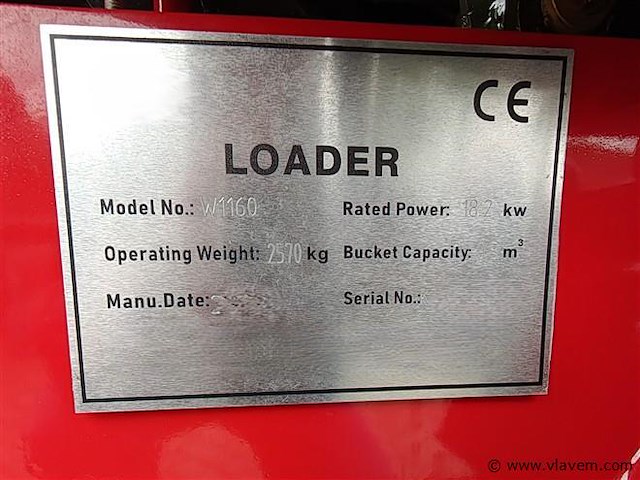 CE
LOADER
Model No.: W1160 Rated Power: 18.2 kw
Operating Weight: 2570 kg Bucket Capacity: m³
Manu.Date: Serial No.:
© www.vlavem.com